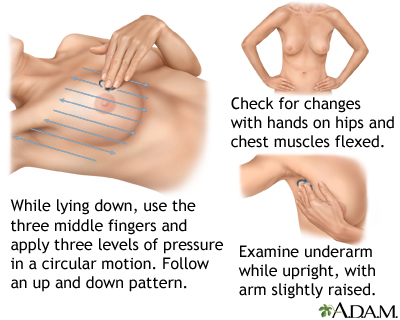 While lying down, use the
three middle fingers and
apply three levels of pressure
in a circular motion. Follow
an up and down pattern.
Check for changes
with hands on hips and
chest muscles flexed.
Examine underarm
while upright, with
arm slightly raised.
A.D.A.M.